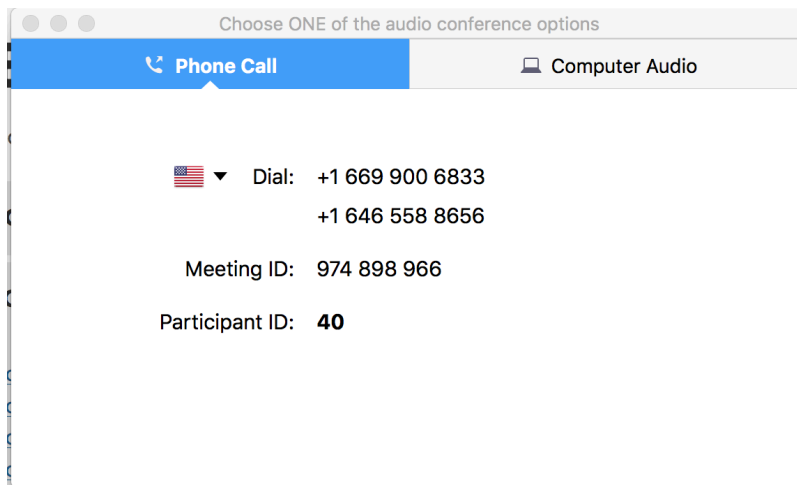 Choose ONE of the audio conference options
Phone Call
Computer Audio
Dial: +1 669 900 6833
+1 646 558 8656
Meeting ID: 974 898 966
Participant ID: 40